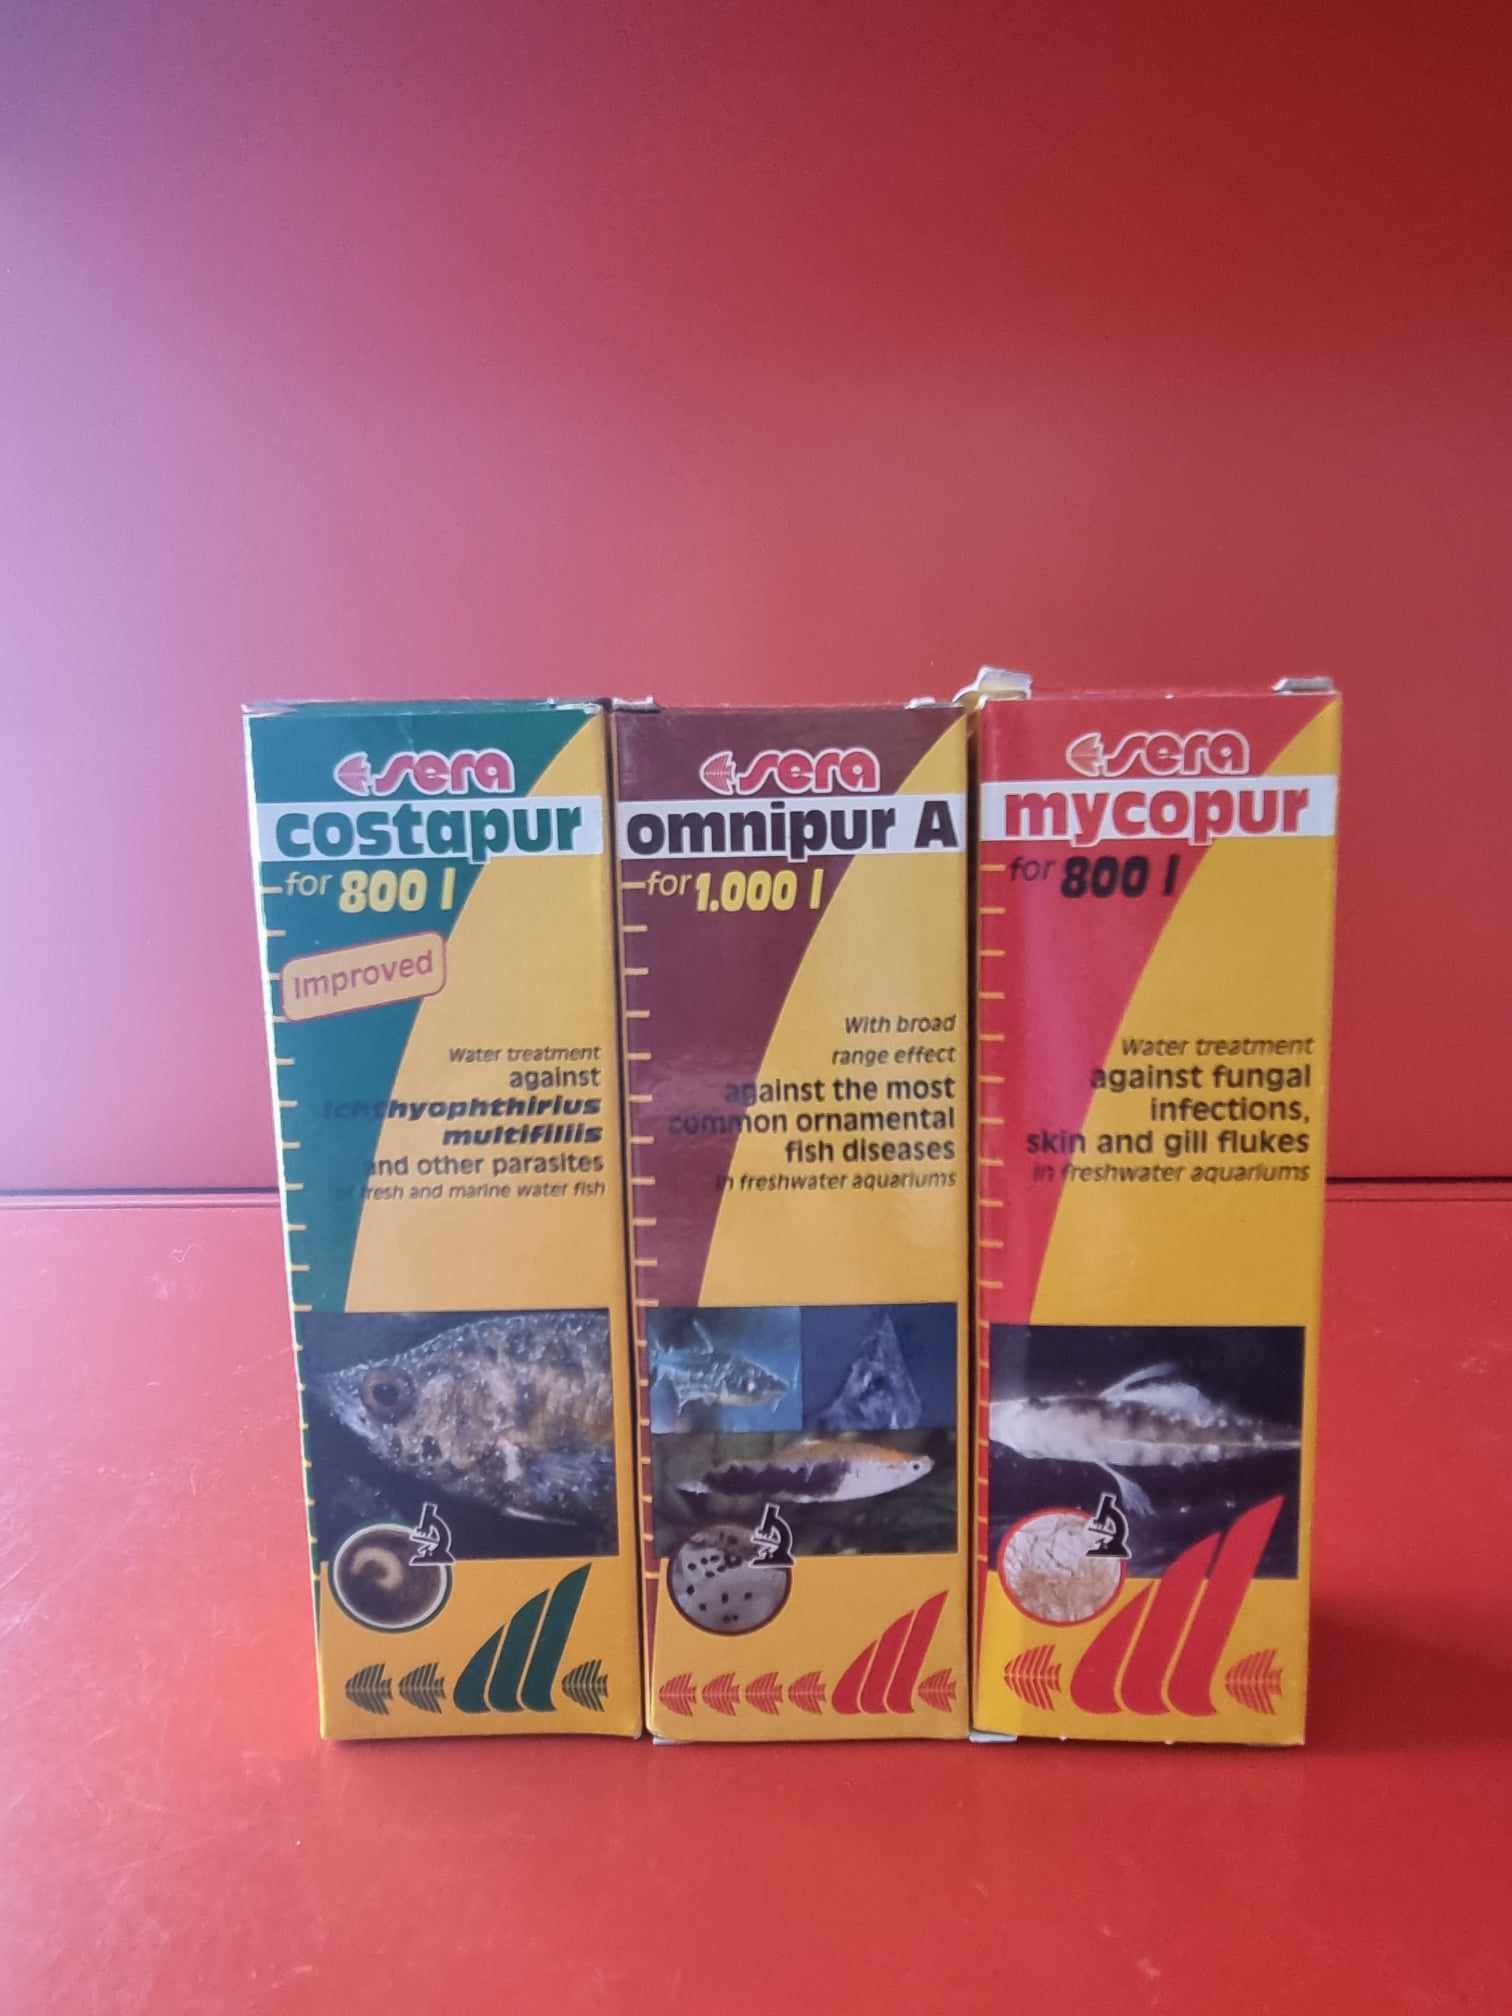 sera
costapur
for 800 l
Improved
Water treatment
against
Ichthyophthirius
multifiliis
and other parasites
of fresh and marine water fish
sera
omnipur A
for 1.000 l
With broad
range effect
against the most
common ornamental
fish diseases
in freshwater aquariums
sera
mycopur
for 800 l
Water treatment
against fungal
infections,
skin and gill flukes
in freshwater aquariums